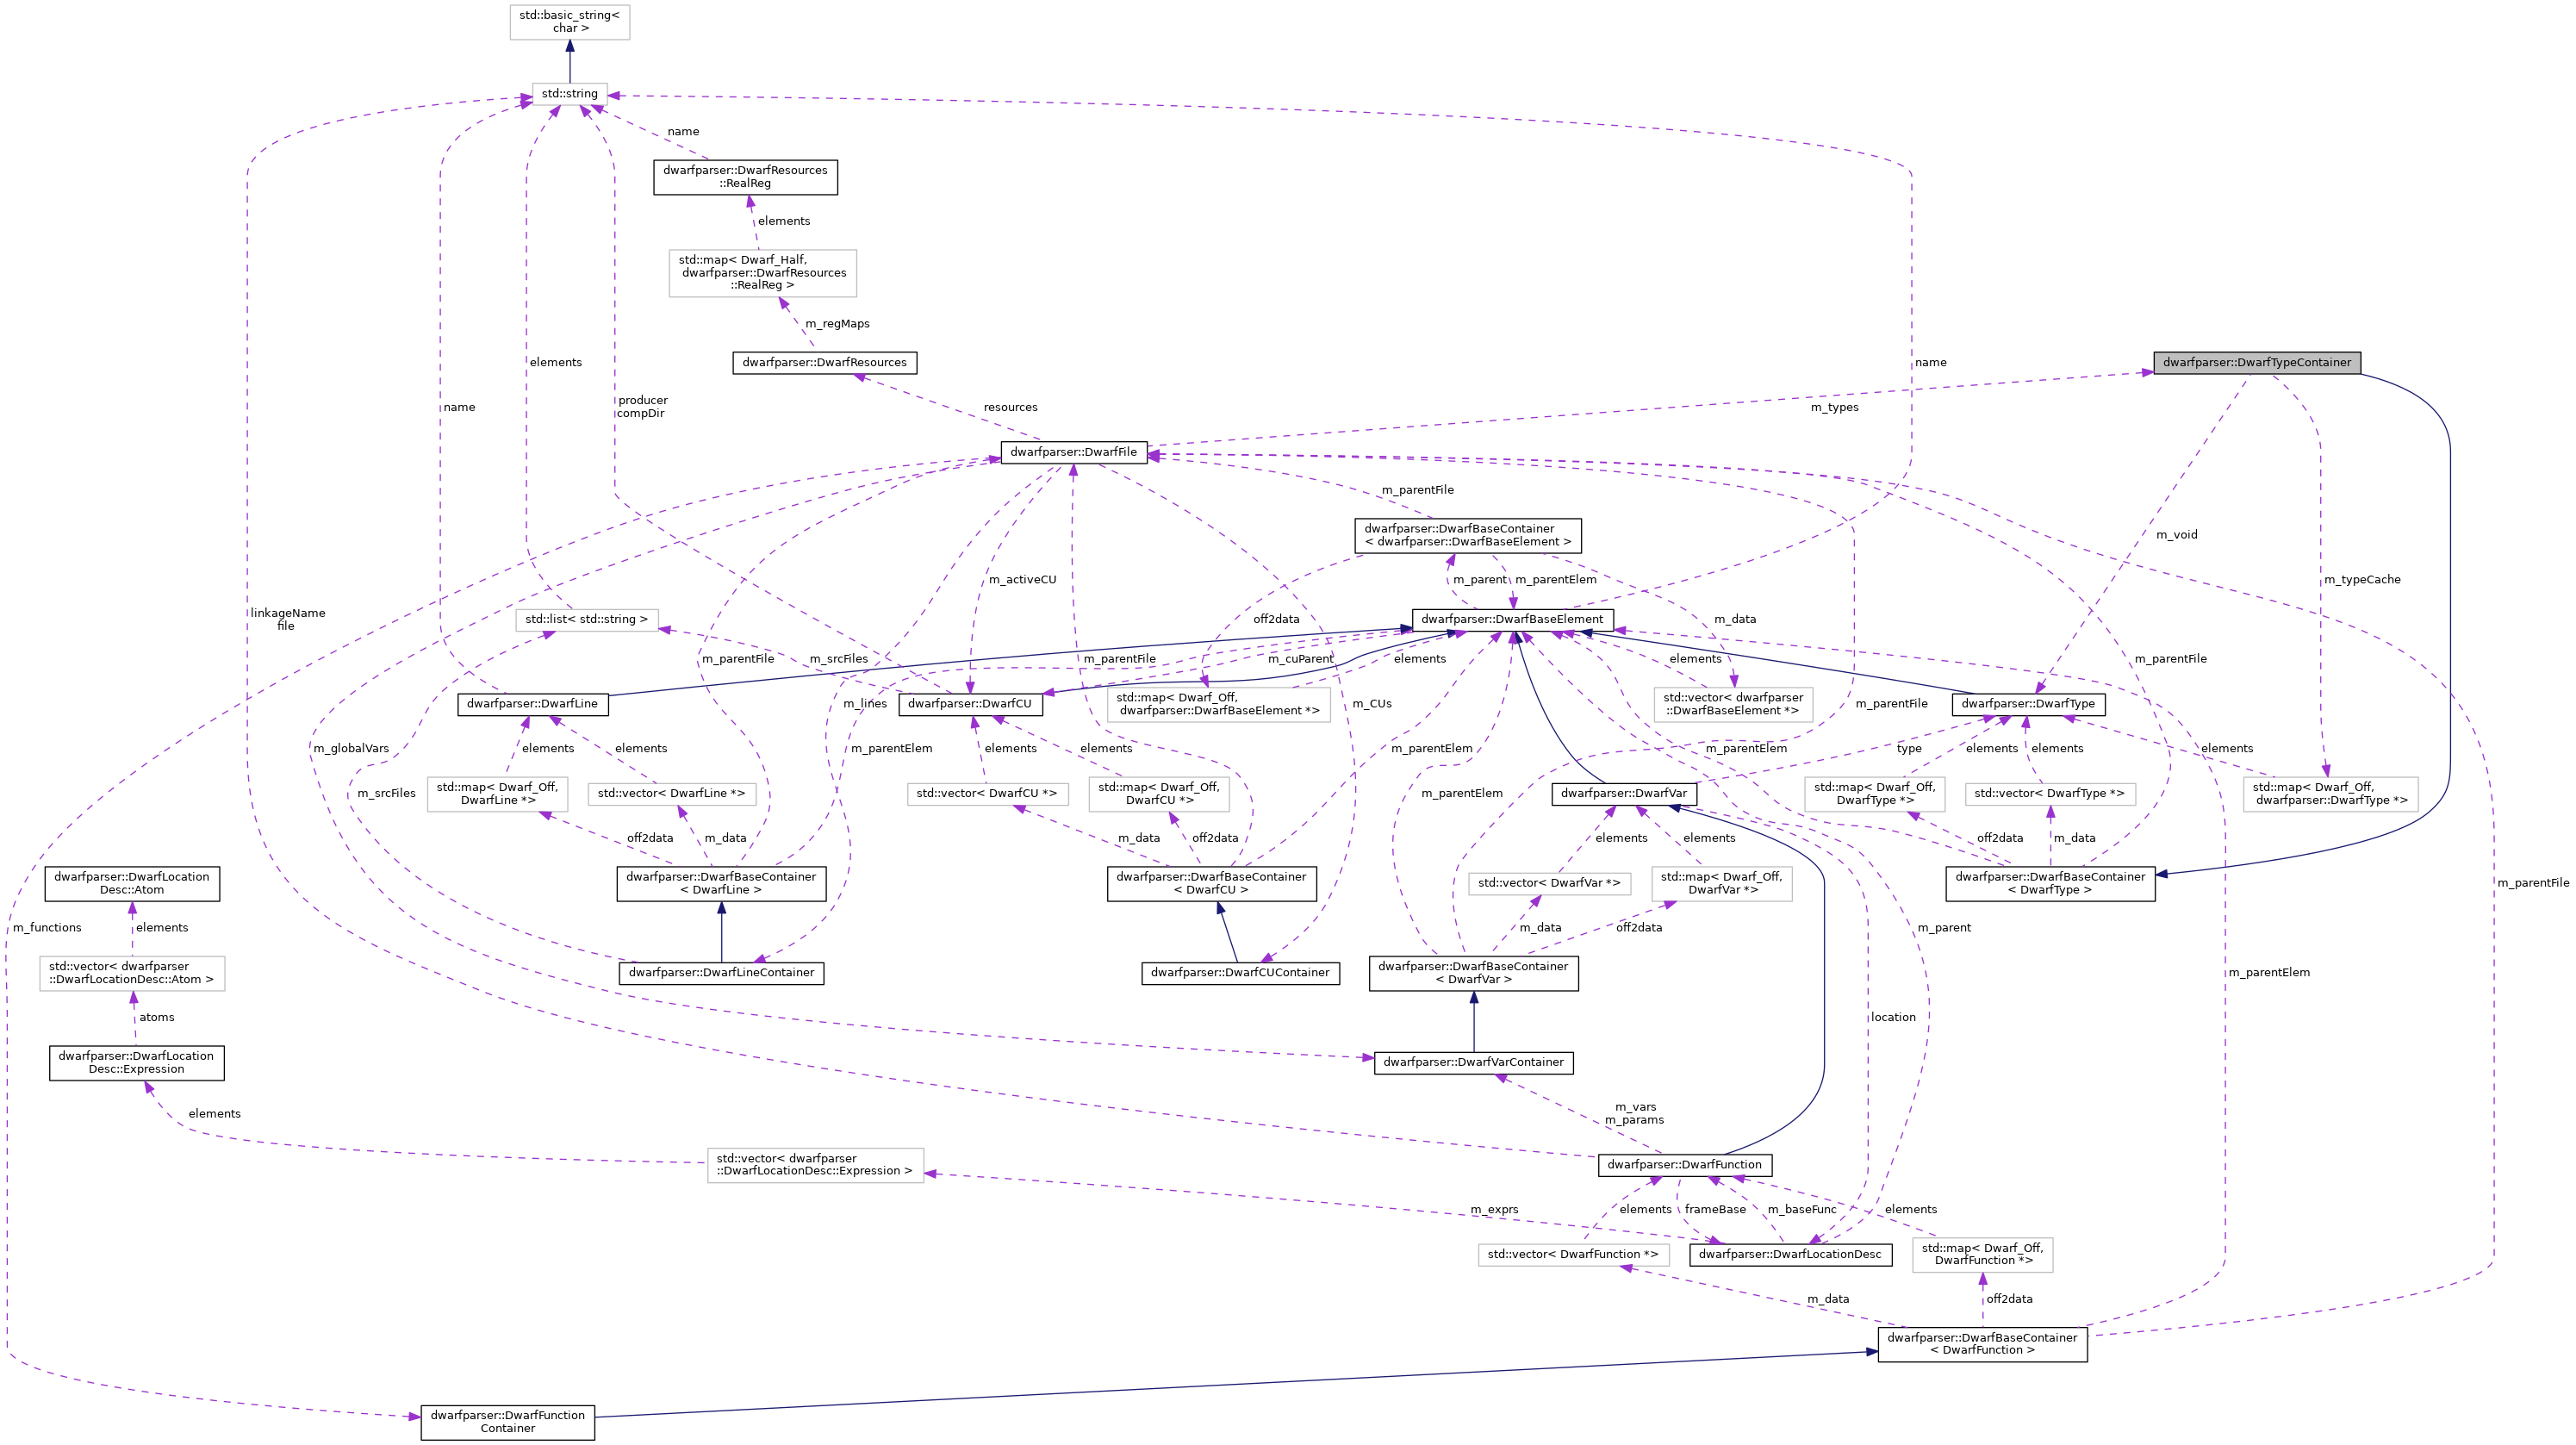 std::basic_string<
char >
std::string
name
dwarfparser::DwarfResources
::RealReg
elements
std::map< Dwarf_Half,
dwarfparser::DwarfResources
::RealReg >
m_regMaps
dwarfparser::DwarfResources
dwarfparser::DwarfTypeContainer
elements
name
name
producer
compDir
resources
m_types
dwarfparser::DwarfFile
m_parentFile
dwarfparser::DwarfBaseContainer
< dwarfparser::DwarfBaseElement >
m_void
m_activeCU
m_parent
m_parentElem
m_typeCache
linkageName
file
std::list< std::string >
off2data
dwarfparser::DwarfBaseElement
m_data
m_parentFile
m_srcFiles
m_parentFile
m_cuParent
elements
elements
m_parentFile
dwarfparser::DwarfLine
m_lines
dwarfparser::DwarfCU
std::map< Dwarf_Off,
dwarfparser::DwarfBaseElement *>
m_CUs
std::vector< dwarfparser
::DwarfBaseElement *>
m_parentFile
dwarfparser::DwarfType
m_globalVars
elements
elements
m_parentElem
elements
elements
m_parentElem
m_parentElem
type
elements
elements
elements
m_srcFiles
std::map< Dwarf_Off,
DwarfLine *>
std::vector< DwarfLine *>
std::vector< DwarfCU *>
std::map< Dwarf_Off,
DwarfCU *>
m_parentElem
dwarfparser::DwarfVar
std::map< Dwarf_Off,
DwarfType *>
std::vector< DwarfType *>
std::map< Dwarf_Off,
dwarfparser::DwarfType *>
off2data
m_data
m_data
off2data
elements
elements
off2data
m_data
dwarfparser::DwarfLocation
Desc::Atom
dwarfparser::DwarfBaseContainer
< DwarfLine >
dwarfparser::DwarfBaseContainer
< DwarfCU >
std::vector< DwarfVar *>
std::map< Dwarf_Off,
DwarfVar *>
dwarfparser::DwarfBaseContainer
< DwarfType >
m_parentFile
m_functions
elements
m_data
off2data
m_parent
std::vector< dwarfparser
::DwarfLocationDesc::Atom >
dwarfparser::DwarfLineContainer
dwarfparser::DwarfCUContainer
dwarfparser::DwarfBaseContainer
< DwarfVar >
m_parentElem
atoms
location
dwarfparser::DwarfLocation
Desc::Expression
dwarfparser::DwarfVarContainer
elements
m_vars
m_params
std::vector< dwarfparser
::DwarfLocationDesc::Expression >
dwarfparser::DwarfFunction
m_exprs
elements
frameBase
m_baseFunc
elements
std::vector< DwarfFunction *>
dwarfparser::DwarfLocationDesc
std::map< Dwarf_Off,
DwarfFunction *>
m_data
off2data
dwarfparser::DwarfBaseContainer
< DwarfFunction >
dwarfparser::DwarfFunction
Container